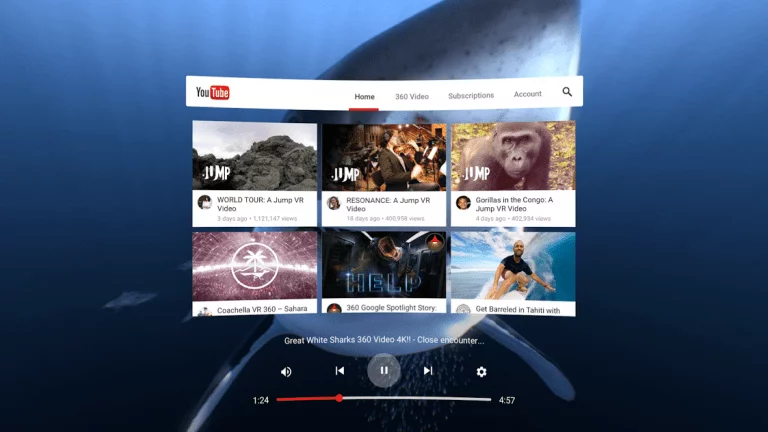 YouTube
Home
360 Video
Subscriptions
Account
JUMP
WORLD TOUR: A Jump VR
Video
3 days ago • 1,121,147 views
JUMP
RESONANCE: A Jump VR
Video
18 days ago • 400,958 views
JUMP
Gorillas in the Congo: A
Jump VR Video
4 days ago • 402,934 views
Coachella VR 360 – Sahara
HELP
360 Google Spotlight Story:
Get Barreled in Tahiti with
Great White Sharks 360 Video 4K!! - Close encounter...
1:24
4:57